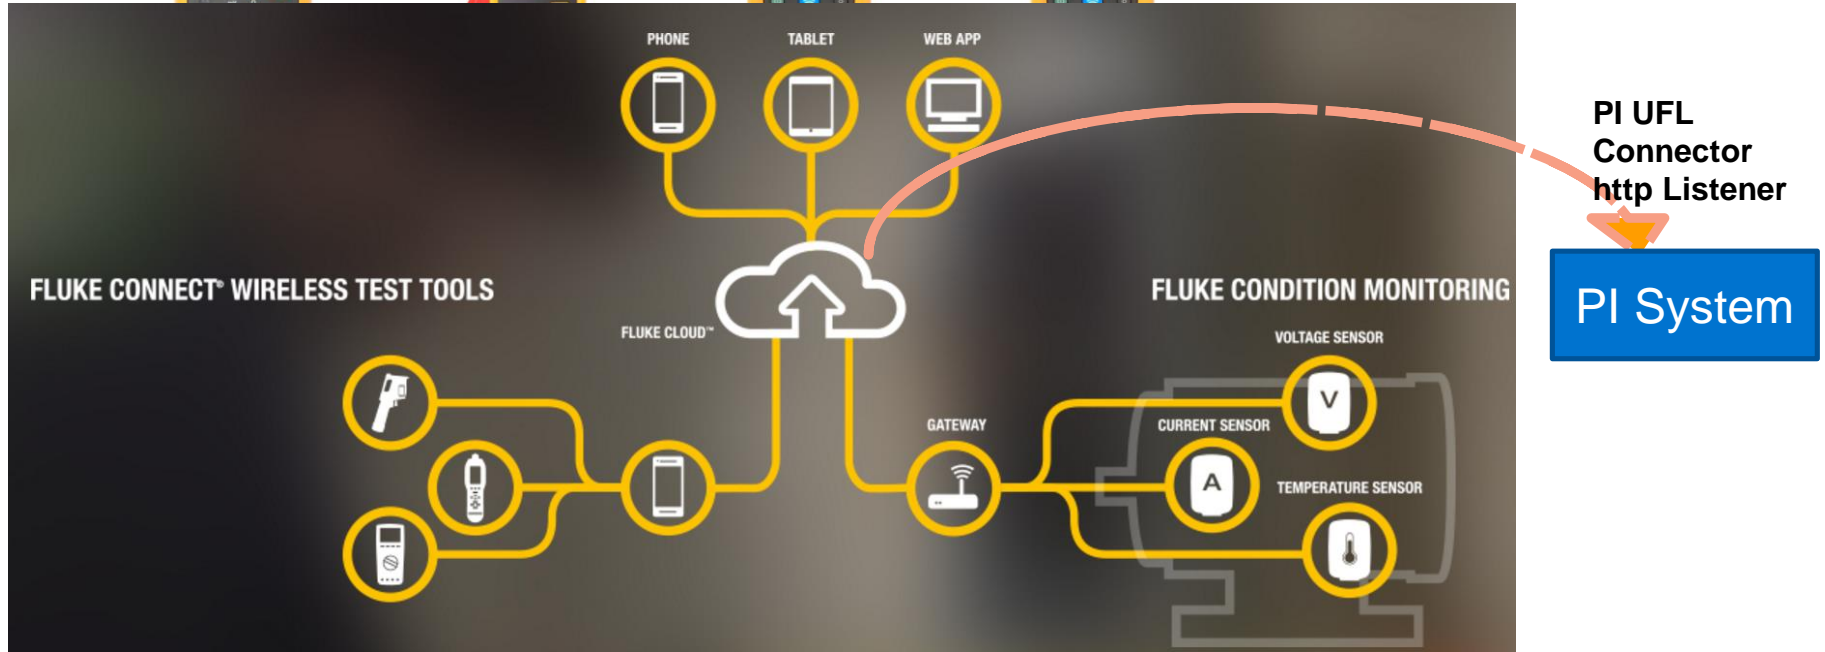 PHONE
TABLET
WEB APP
PI UFL
Connector
http Listener
FLUKE CONNECT® WIRELESS TEST TOOLS
FLUKE CONDITION MONITORING
PI System
FLUKE CLOUD™
VOLTAGE SENSOR
V
GATEWAY
CURRENT SENSOR
A
TEMPERATURE SENSOR